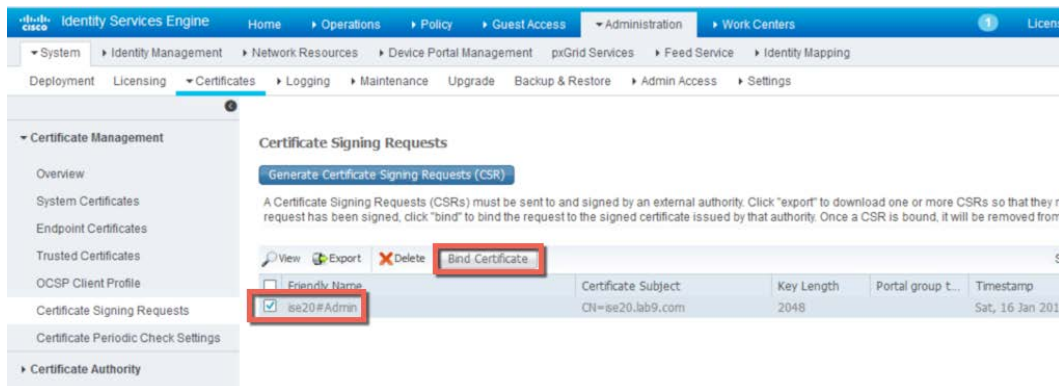 cisco Identity Services Engine Home Operations Policy Guest Access Administration Work Centers 1
System Identity Management Network Resources Device Portal Management pxGrid Services Feed Service Identity Mapping
Deployment Licensing Certificates Logging Maintenance Upgrade Backup & Restore Admin Access Settings
Certificate Management
Overview
System Certificates
Endpoint Certificates
Trusted Certificates
OCSP Client Profile
Certificate Signing Requests
Certificate Periodic Check Settings
Certificate Authority
Certificate Signing Requests
Generate Certificate Signing Requests (CSR)
A Certificate Signing Requests (CSRs) must be sent to and signed by an external authority. Click "export" to download one or more CSRs so that they
request has been signed, click "bind" to bind the request to the signed certificate issued by that authority. Once a CSR is bound, it will be removed from
View Export Delete Bind Certificate
Friendly Name Certificate Subject Key Length Portal group t... Timestamp
ise20#Admin CN=ise20.lab9.com 2048 Sat, 16 Jan 201